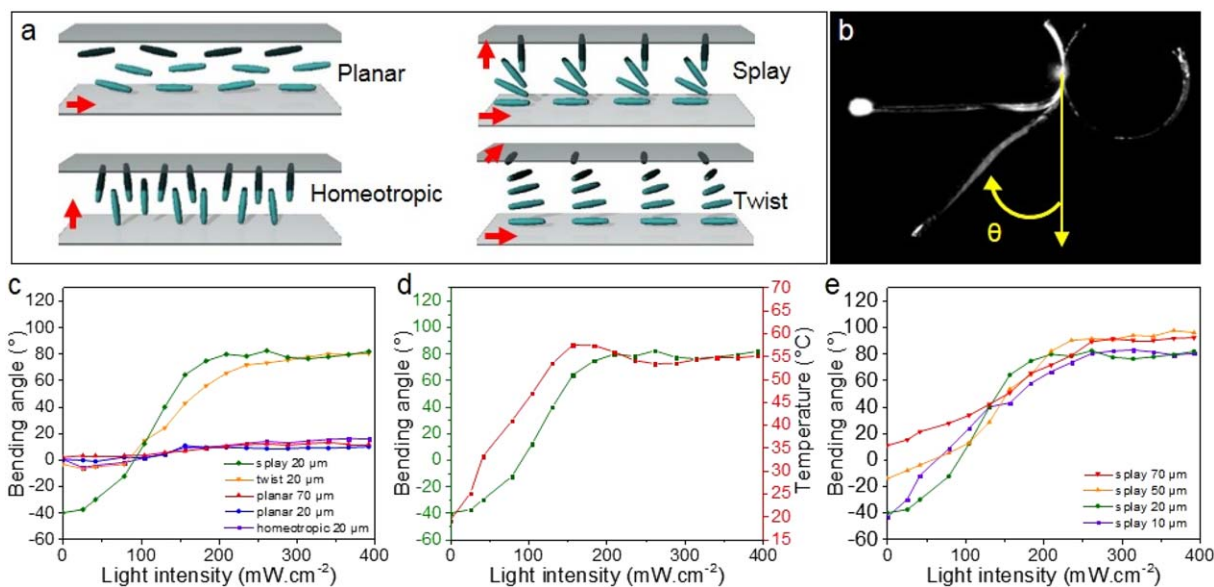 a
Planar
Splay
Homeotropic
Twist
b
θ
c
Bending angle (°)
120
100
80
60
40
20
0
−20
−40
−60
0 100 200 300 400
Light intensity (mW.cm⁻²)
splay 20 µm
twist 20 µm
planar 70 µm
planar 20 µm
homeotropic 20 µm
d
Bending angle (°)
120
100
80
60
40
20
0
−20
−40
−60
0 100 200 300 400
Light intensity (mW.cm⁻²)
70
65
60
55
50
45
40
35
30
25
20
15
Temperature (°C)
e
Bending angle (°)
120
100
80
60
40
20
0
−20
−40
−60
0 100 200 300 400
Light intensity (mW.cm⁻²)
splay 70 µm
splay 50 µm
splay 20 µm
splay 10 µm